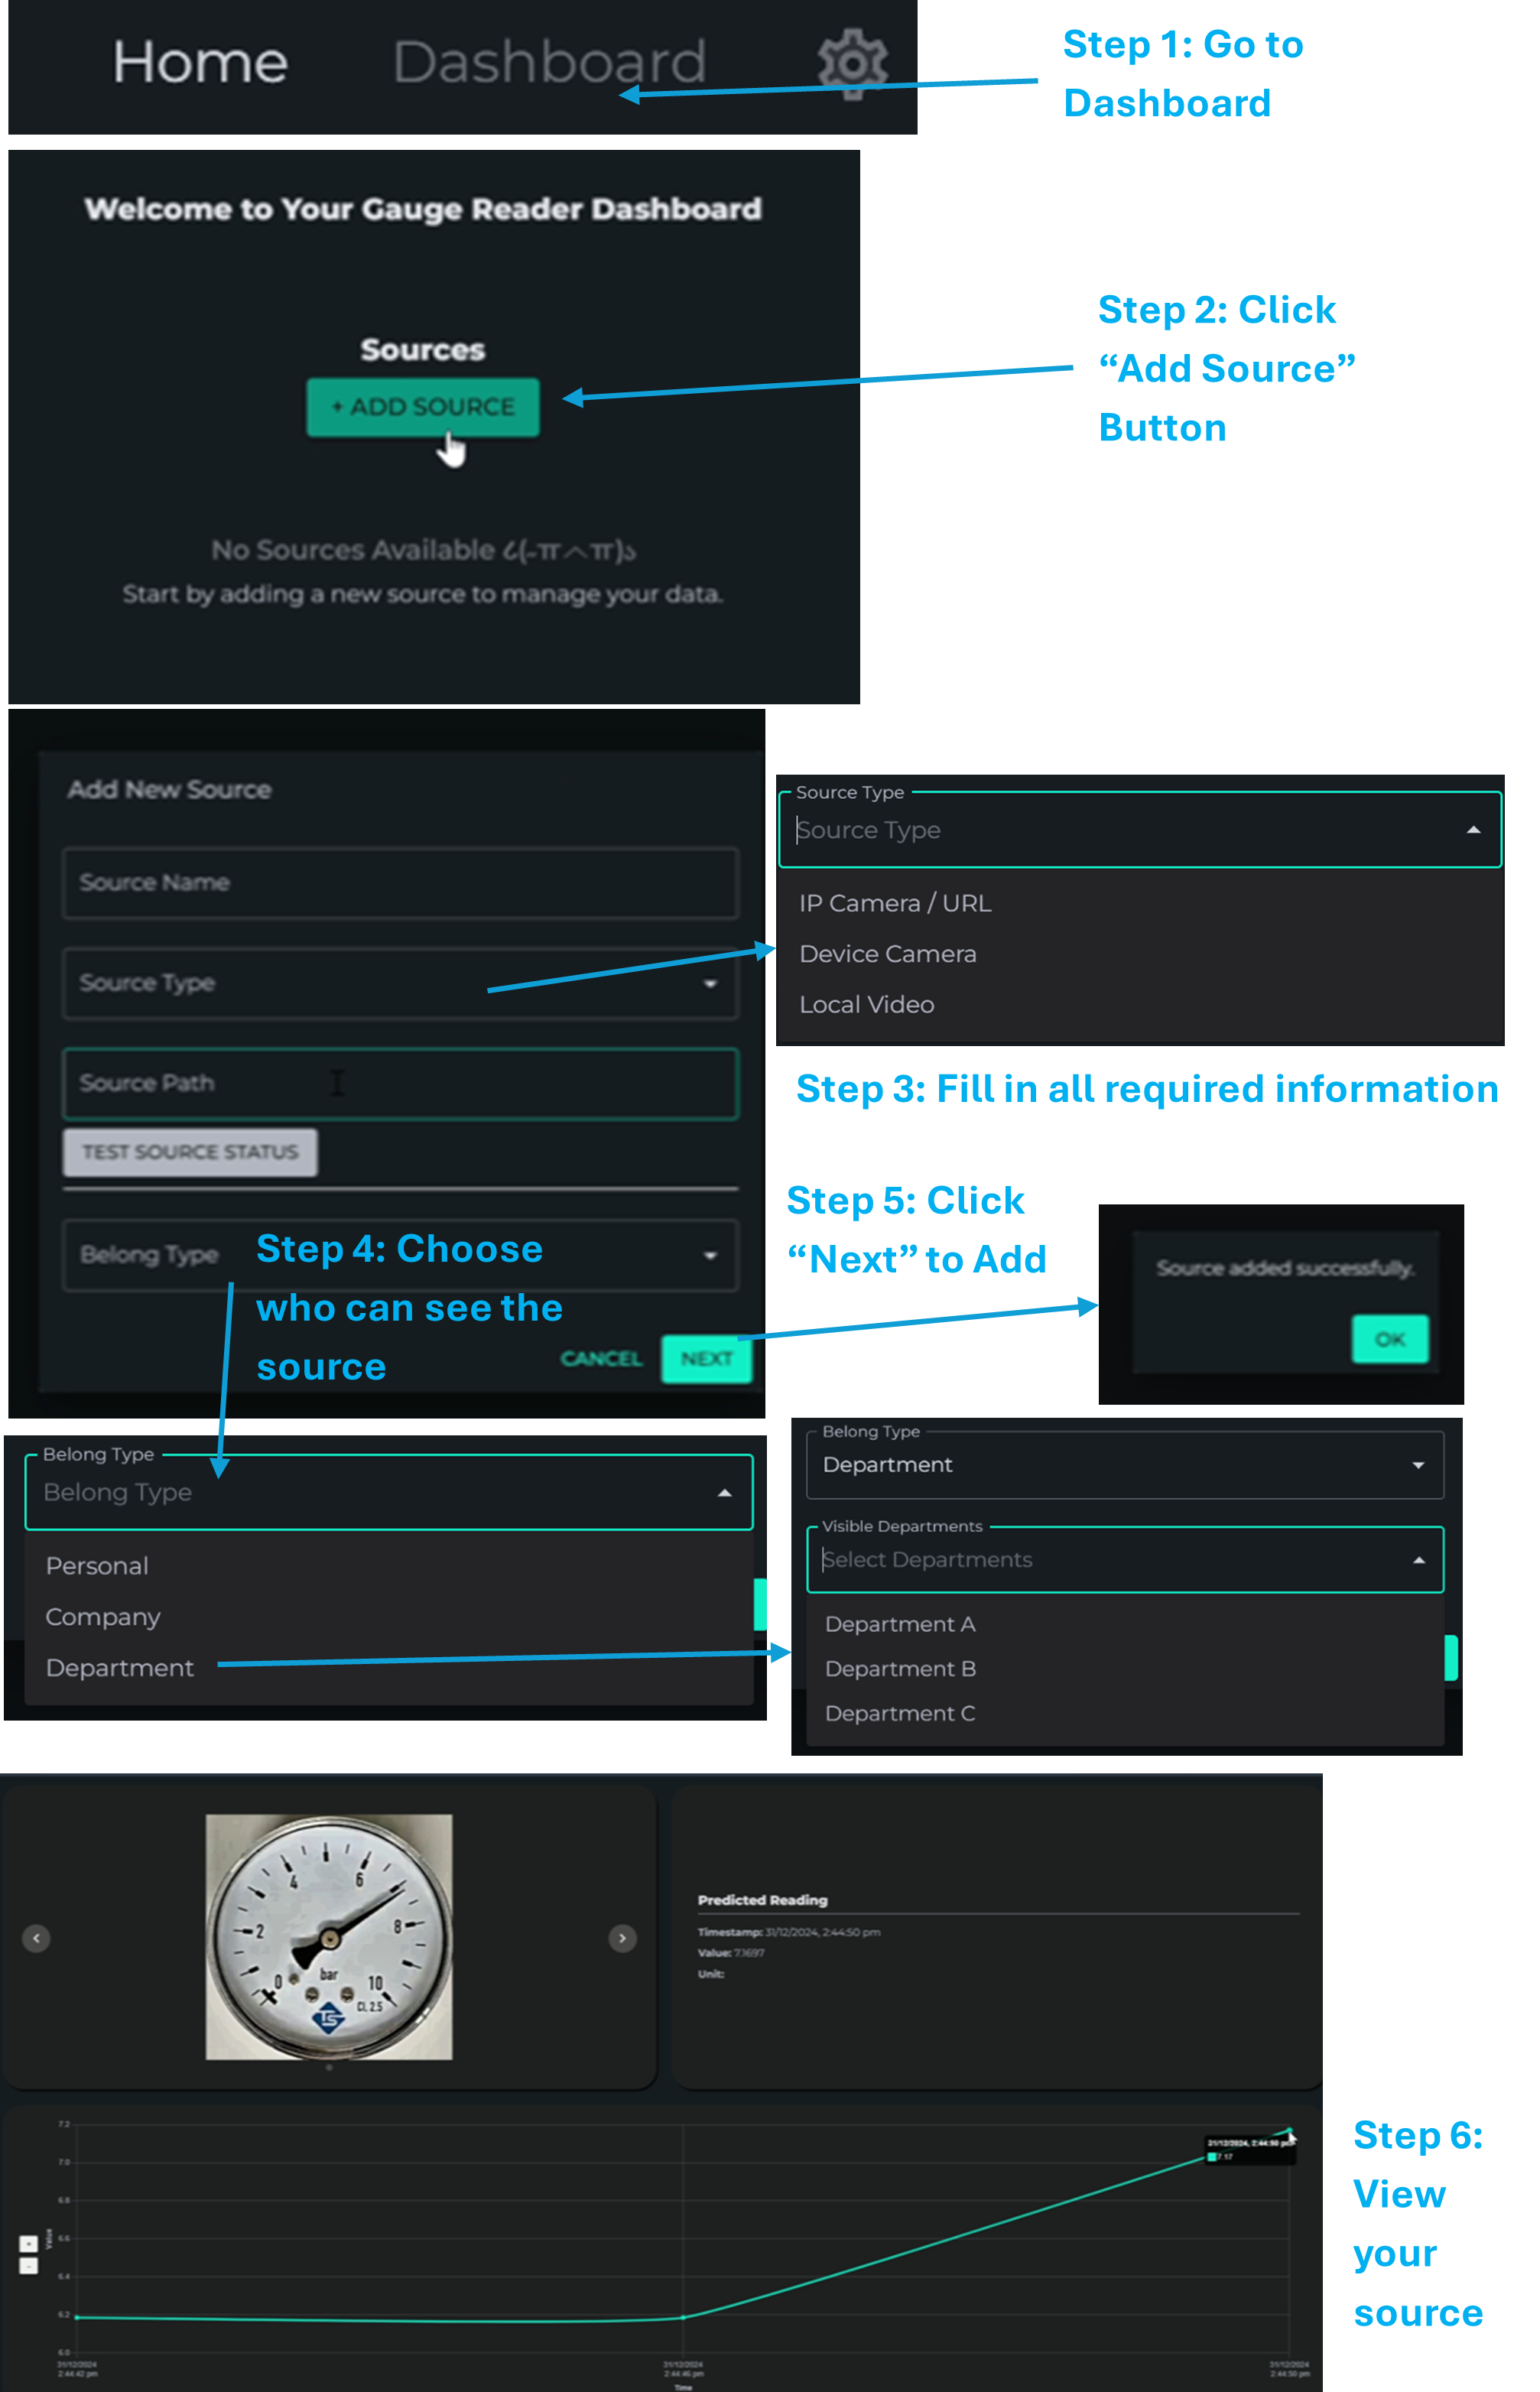 Home Dashboard
Step 1: Go to
Dashboard
Welcome to Your Gauge Reader Dashboard
Sources
+ ADD SOURCE
Step 2: Click
“Add Source”
Button
No Sources Available
Start by adding a new source to manage your data.
Add New Source
Source Name
Source Type
Source Path
TEST SOURCE STATUS
Belong Type
CANCEL NEXT
Source Type
Source Type
IP Camera / URL
Device Camera
Local Video
Step 3: Fill in all required information
Step 4: Choose
who can see the
source
Step 5: Click
“Next” to Add
Source added successfully.
OK
Belong Type
Belong Type
Personal
Company
Department
Belong Type
Department
Visible Departments
Select Departments
Department A
Department B
Department C
0 2 4 6 8 10
bar
CL 2.5
TS
Predicted Reading
Timestamp: 31/12/2024, 2:44:50 pm
Value: 7.1697
Unit:
7.2
7.0
6.8
6.6
6.4
6.2
6.0
Value
+
-
31/12/2024, 2:44:50 pm
7.17
31/12/2024
2:44:42 pm
31/12/2024
2:44:46 pm
31/12/2024
2:44:50 pm
Time
Step 6:
View
your
source